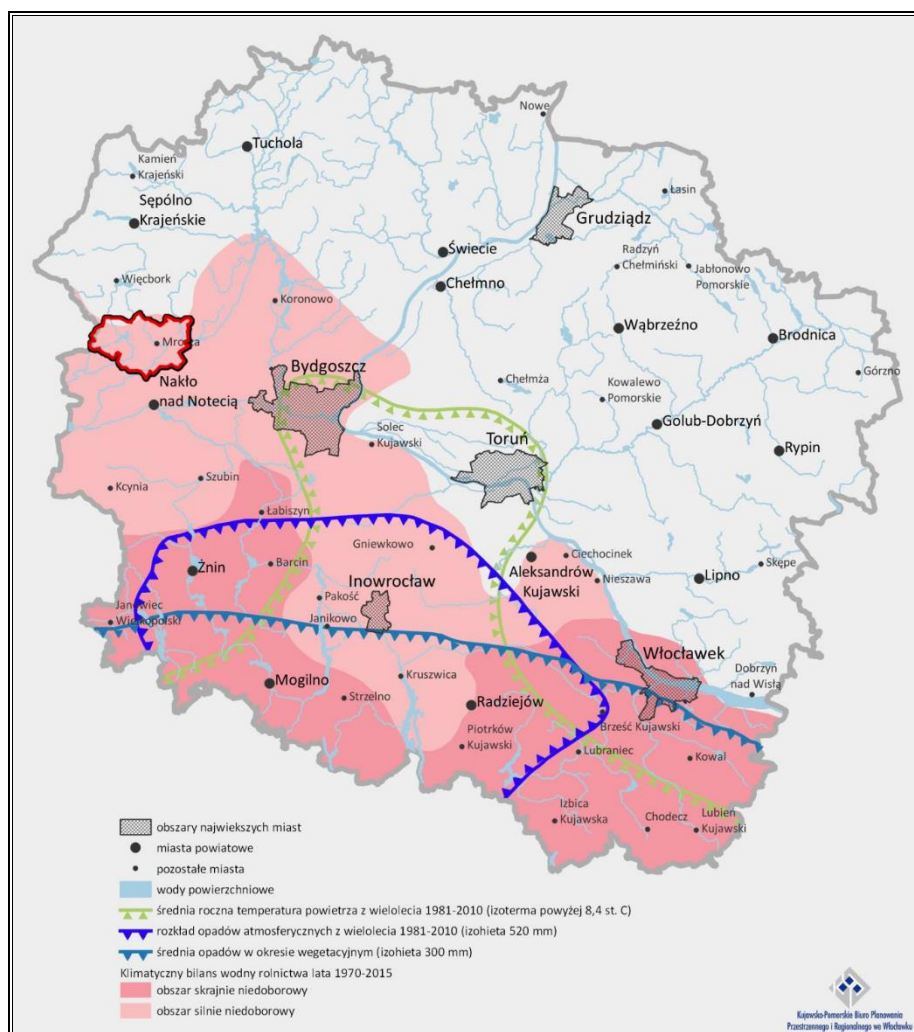 Nowe
Tuchola
Kamień
Krajeński
Łasin
Sępólno
Krajeńskie
Grudziądz
Świecie
Radzyń
Chełmiński
Jabłonowo
Pomorskie
Więcbork
Chełmno
Koronowo
Wąbrzeźno
Brodnica
Mrocza
Bydgoszcz
Górzno
Chełmża
Nakło
nad Notecią
Kowalewo
Pomorskie
Golub-Dobrzyń
Solec
Kujawski
Toruń
Rypin
Szubin
Kcynia
Łabiszyn
Gniewkowo
Ciechocinek
Żnin
Barcin
Aleksandrów
Kujawski
Nieszawa
Lipno
Skępe
Inowrocław
Pakość
Janowiec
Wielkopolski
Janikowo
Włocławek
Dobrzyń
nad Wisłą
Mogilno
Kruszwica
Strzelno
Radziejów
Brześć Kujawski
Piotrków
Kujawski
Lubraniec
Kowal
Izbica
Kujawska
Chodecz
Lubień
Kujawski
obszary największych miast
miasta powiatowe
pozostałe miasta
wody powierzchniowe
średnia roczna temperatura powietrza z wielolecia 1981-2010 (izoterma powyżej 8,4 st. C)
rozkład opadów atmosferycznych z wielolecia 1981-2010 (izohieta 520 mm)
średnia opadów w okresie wegetacyjnym (izohieta 300 mm)
Klimatyczny bilans wodny rolnictwa lata 1970-2015
obszar skrajnie niedoborowy
obszar silnie niedoborowy
Kujawsko-Pomorskie Biuro Planowania
Przestrzennego i Regionalnego we Włocławku